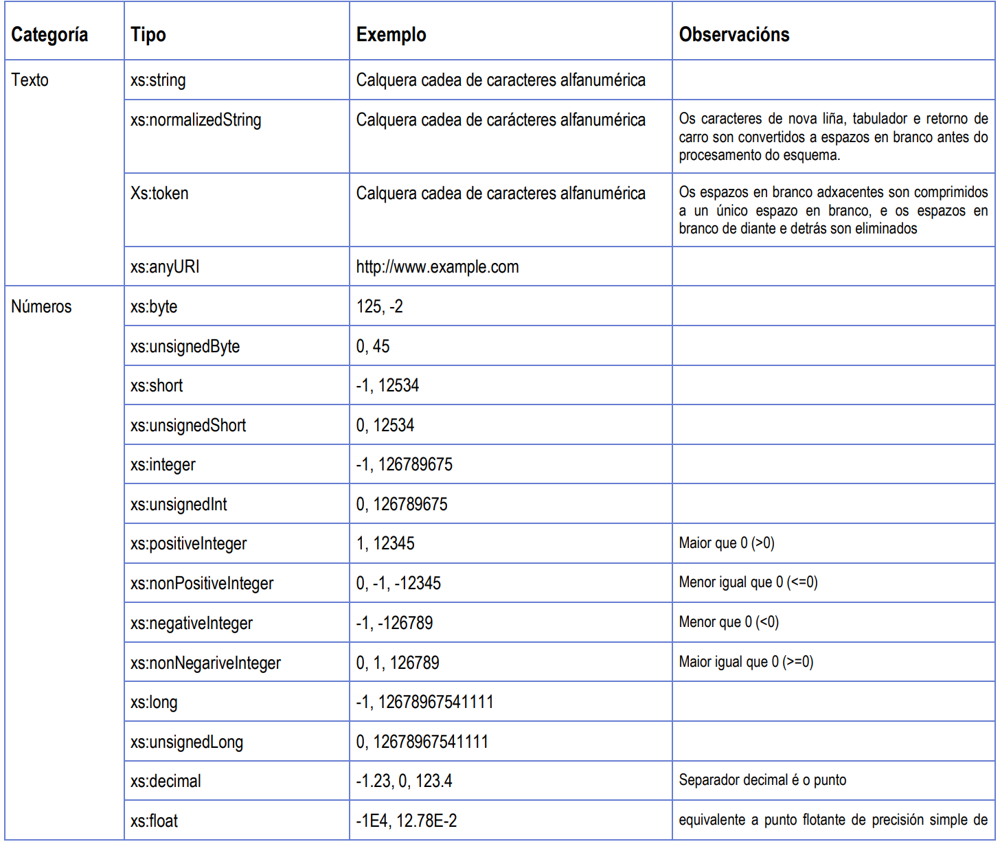 Categoría Tipo Exemplo Observacións
Texto xs:string Calquera cadea de caracteres alfanumérica
xs:normalizedString Calquera cadea de carácteres alfanumérica Os caracteres de nova liña, tabulador e retorno de
carro son convertidos a espazos en branco antes do
procesamento do esquema.
Xs:token Calquera cadea de caracteres alfanumérica Os espazos en branco adxacentes son comprimidos
a un único espazo en branco, e os espazos en
branco de diante e detrás son eliminados
xs:anyURI http://www.example.com
Números xs:byte 125, -2
xs:unsignedByte 0, 45
xs:short -1, 12534
xs:unsignedShort 0, 12534
xs:integer -1, 126789675
xs:unsignedInt 0, 126789675
xs:positiveInteger 1, 12345 Maior que 0 (>0)
xs:nonPositiveInteger 0, -1, -12345 Menor igual que 0 (<=0)
xs:negativeInteger -1, -126789 Menor que 0 (<0)
xs:nonNegariveInteger 0, 1, 126789 Maior igual que 0 (>=0)
xs:long -1, 12678967541111
xs:unsignedLong 0, 12678967541111
xs:decimal -1.23, 0, 123.4 Separador decimal é o punto
xs:float -1E4, 12.78E-2 equivalente a punto flotante de precisión simple de